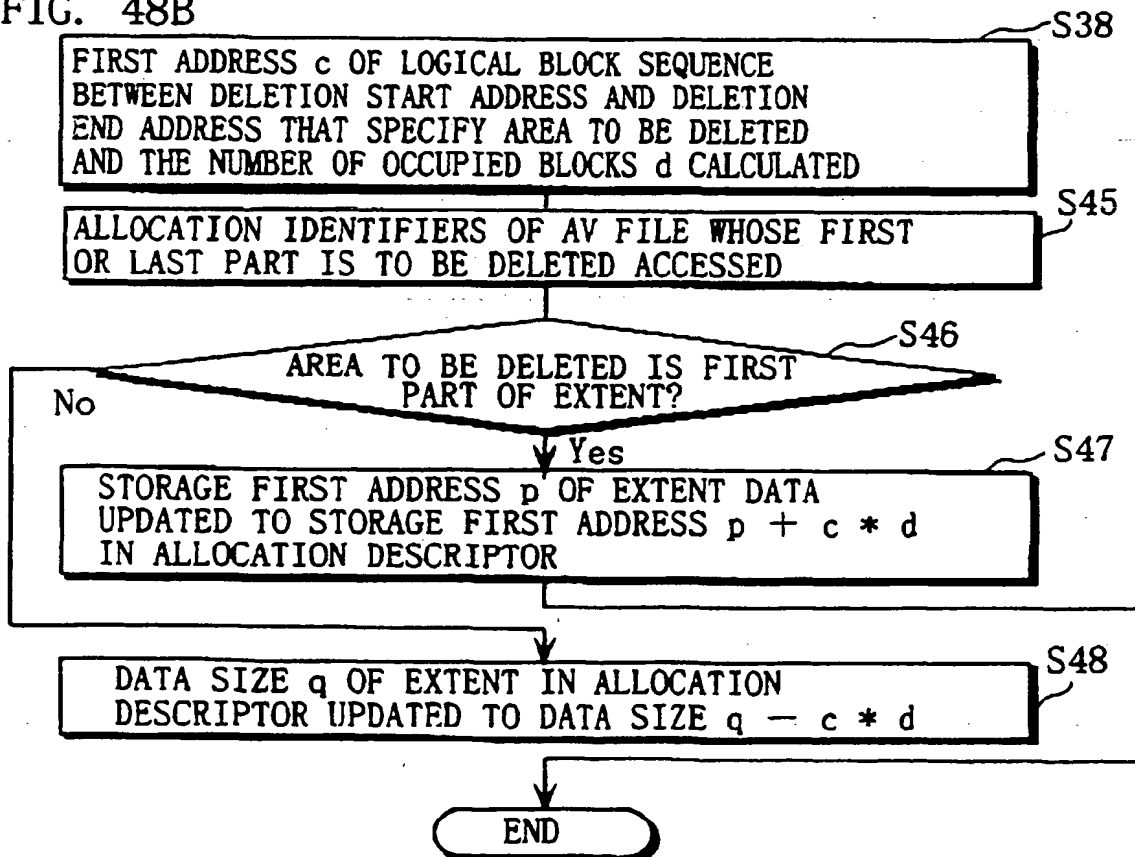 FIG. 48B
S38
FIRST ADDRESS c OF LOGICAL BLOCK SEQUENCE
BETWEEN DELETION START ADDRESS AND DELETION
END ADDRESS THAT SPECIFY AREA TO BE DELETED
AND THE NUMBER OF OCCUPIED BLOCKS d CALCULATED
S45
ALLOCATION IDENTIFIERS OF AV FILE WHOSE FIRST
OR LAST PART IS TO BE DELETED ACCESSED
S46
AREA TO BE DELETED IS FIRST
PART OF EXTENT?
No
Yes
S47
STORAGE FIRST ADDRESS p OF EXTENT DATA
UPDATED TO STORAGE FIRST ADDRESS p + c * d
IN ALLOCATION DESCRIPTOR
S48
DATA SIZE q OF EXTENT IN ALLOCATION
DESCRIPTOR UPDATED TO DATA SIZE q - c * d
END